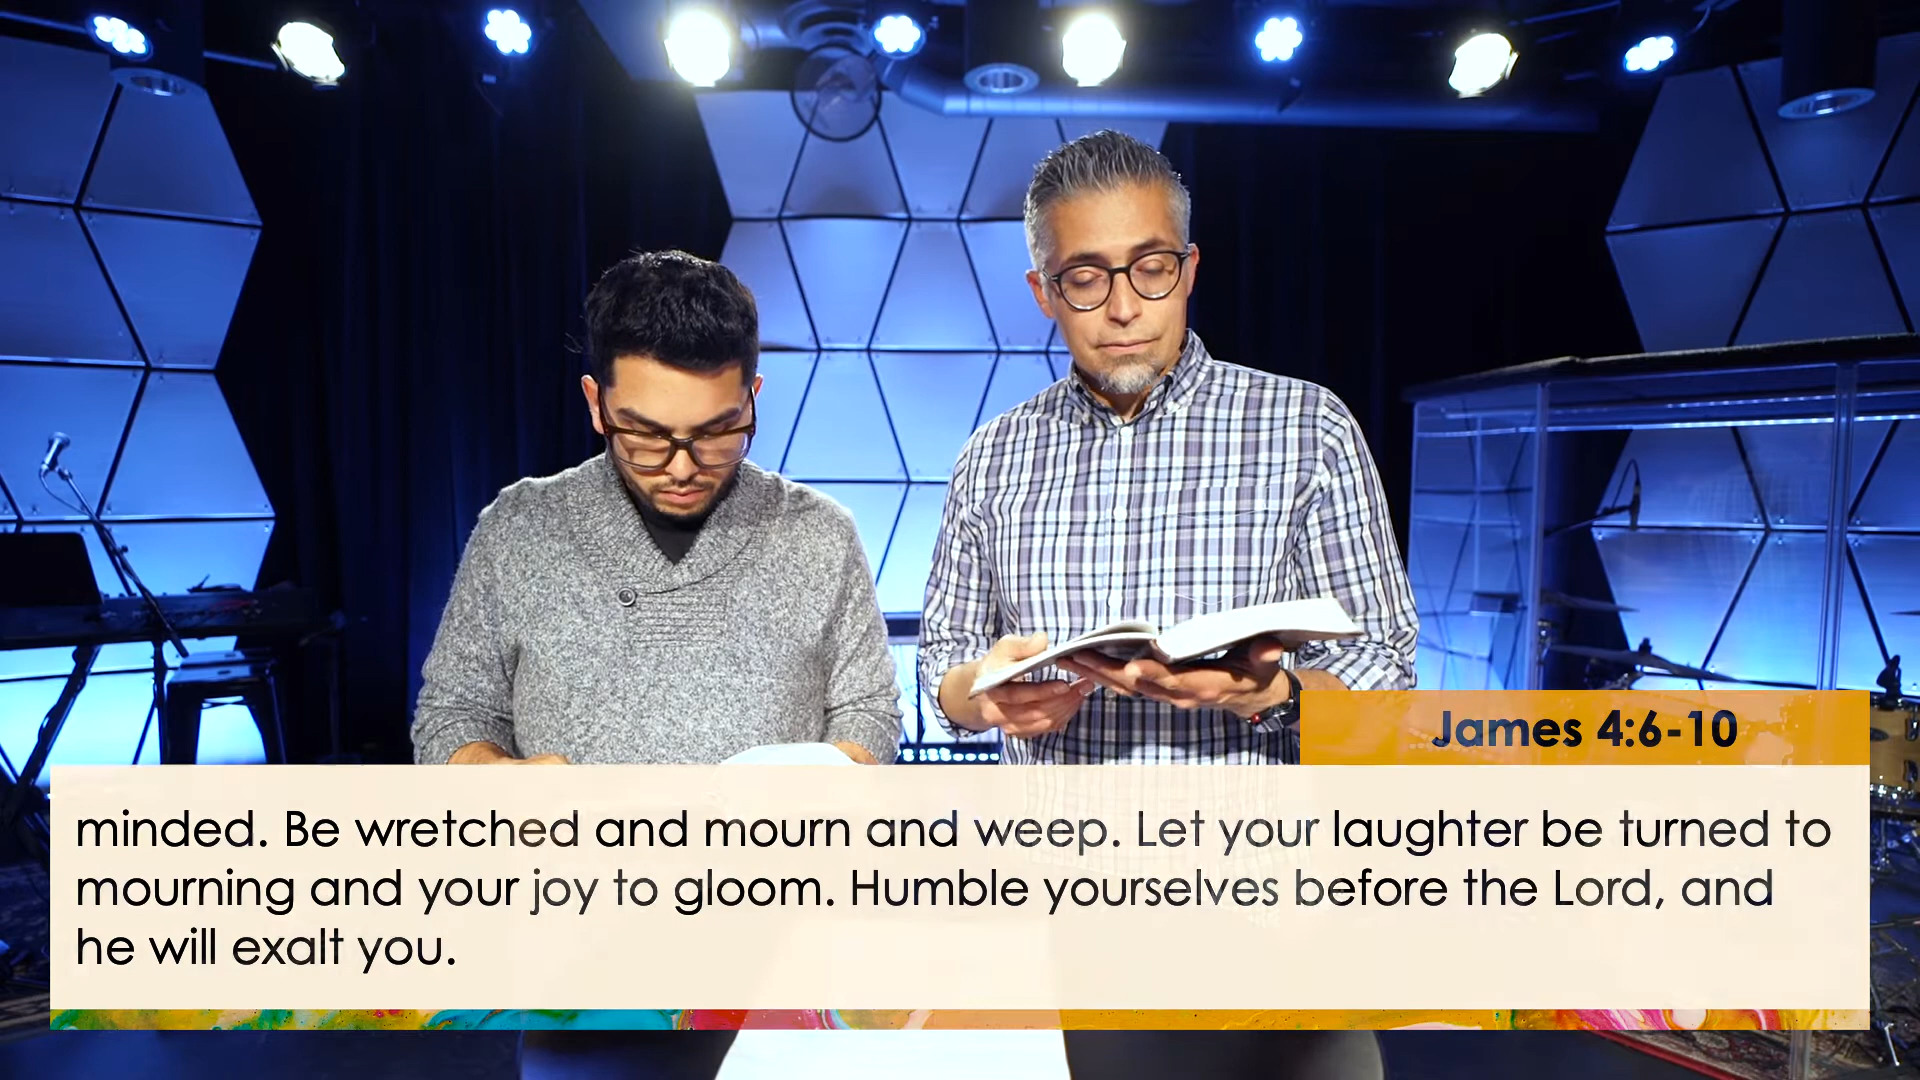 James 4:6-10
minded. Be wretched and mourn and weep. Let your laughter be turned to
mourning and your joy to gloom. Humble yourselves before the Lord, and
he will exalt you.